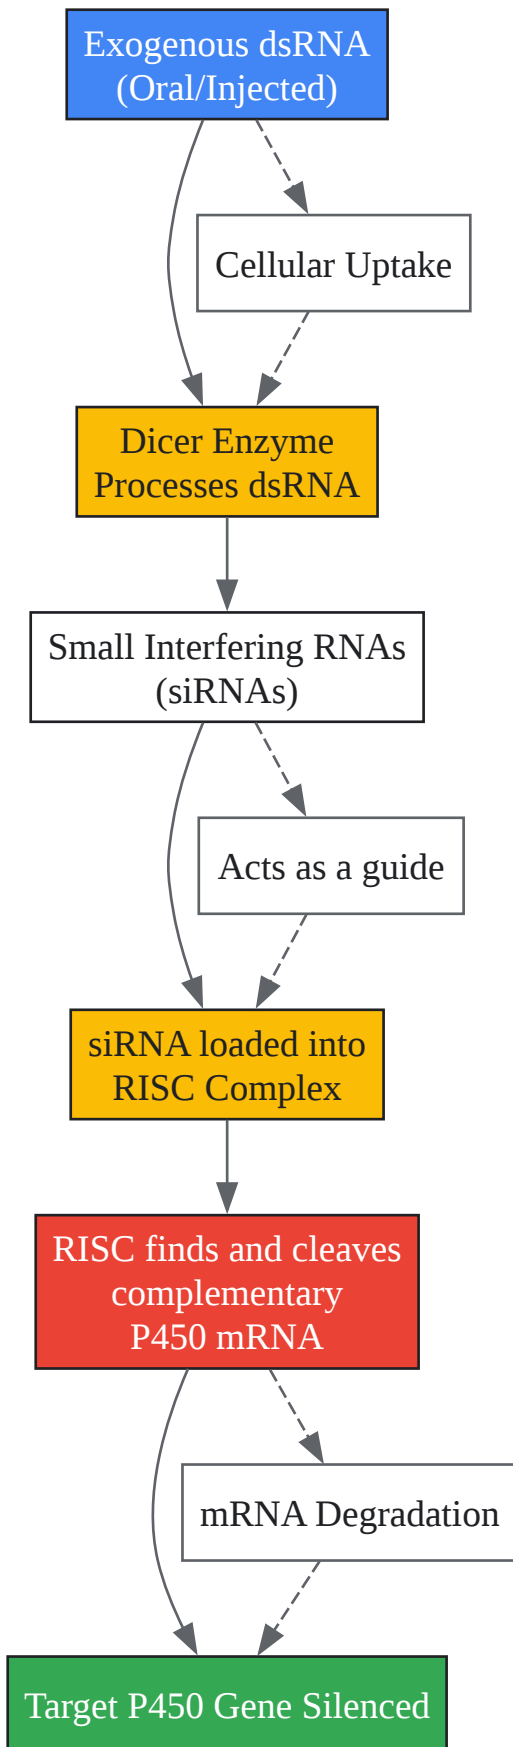 Exogenous dsRNA
(Oral/Injected)
Cellular Uptake
Dicer Enzyme
Processes dsRNA
Small Interfering RNAs
(siRNAs)
Acts as a guide
siRNA loaded into
RISC Complex
RISC finds and cleaves
complementary
P450 mRNA
mRNA Degradation
Target P450 Gene Silenced